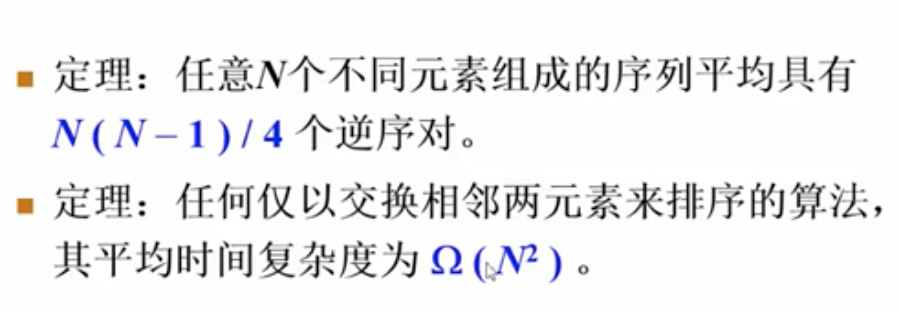 ▪ 定理：任意N个不同元素组成的序列平均具有
N ( N – 1 ) / 4 个逆序对。
▪ 定理：任何仅以交换相邻两元素来排序的算法，
其平均时间复杂度为 Ω ( N² ) 。